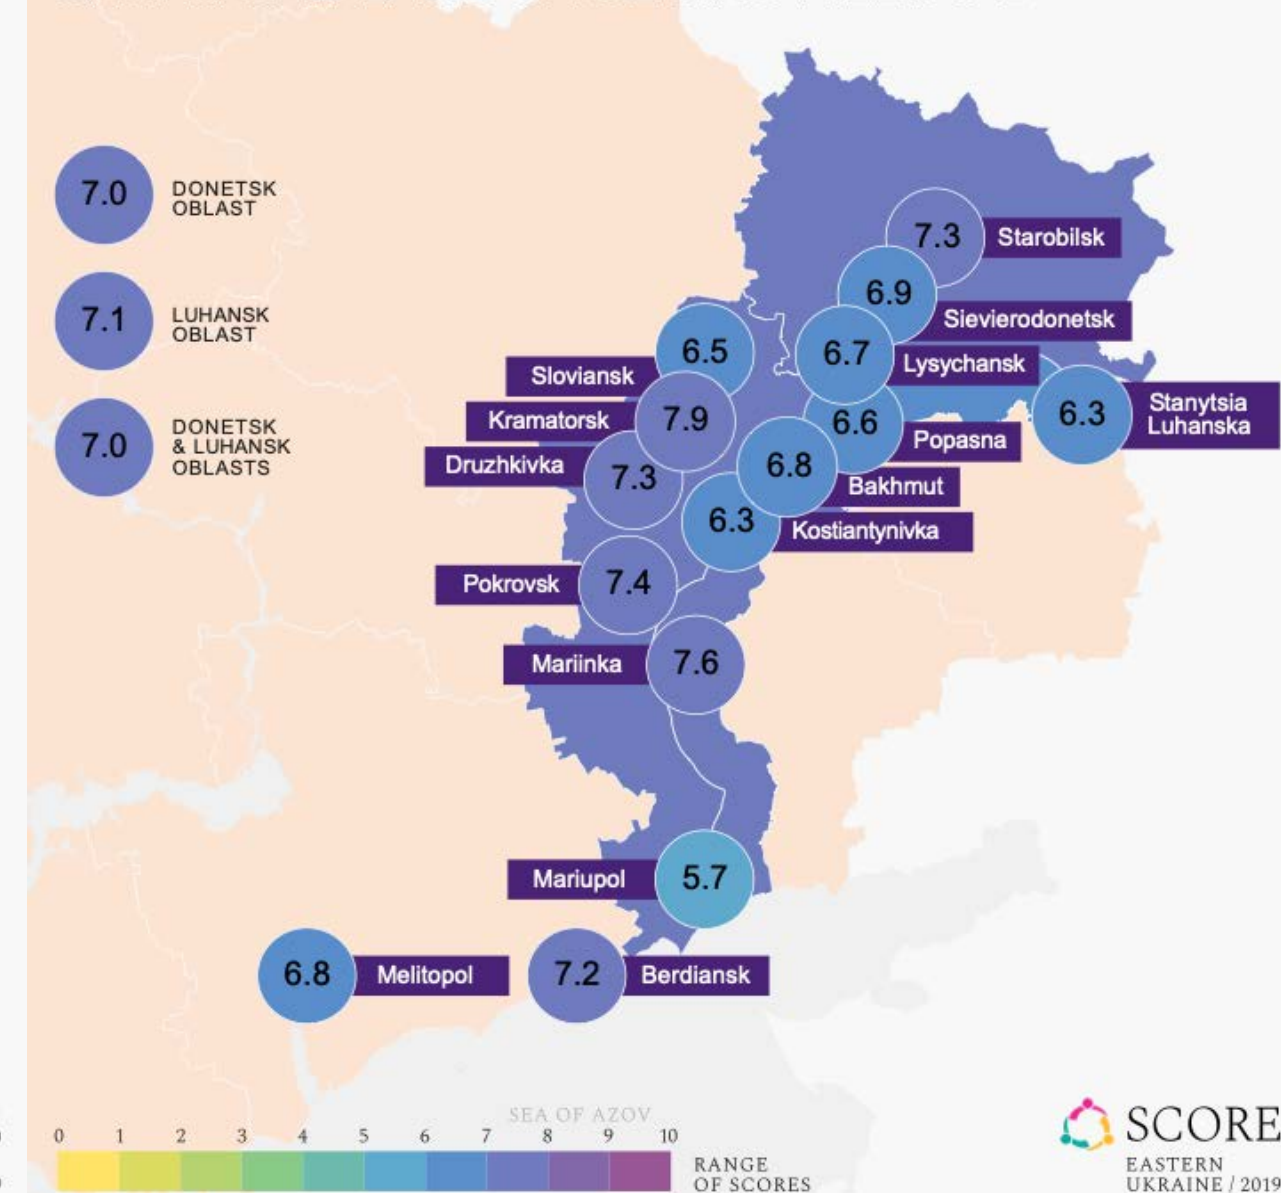 7.0
DONETSK
OBLAST
7.1
LUHANSK
OBLAST
7.0
DONETSK
& LUHANSK
OBLASTS
7.3
Starobilsk
6.9
Sievierodonetsk
6.5
Sloviansk
6.7
Lysychansk
7.9
Kramatorsk
6.6
Popasna
6.3
Stanytsia
Luhanska
7.3
Druzhkivka
6.8
Bakhmut
6.3
Kostiantynivka
7.4
Pokrovsk
7.6
Mariinka
5.7
Mariupol
6.8
Melitopol
7.2
Berdiansk
SEA OF AZOV
0 1 2 3 4 5 6 7 8 9 10
RANGE
OF SCORES
SCORE
EASTERN
UKRAINE / 2019